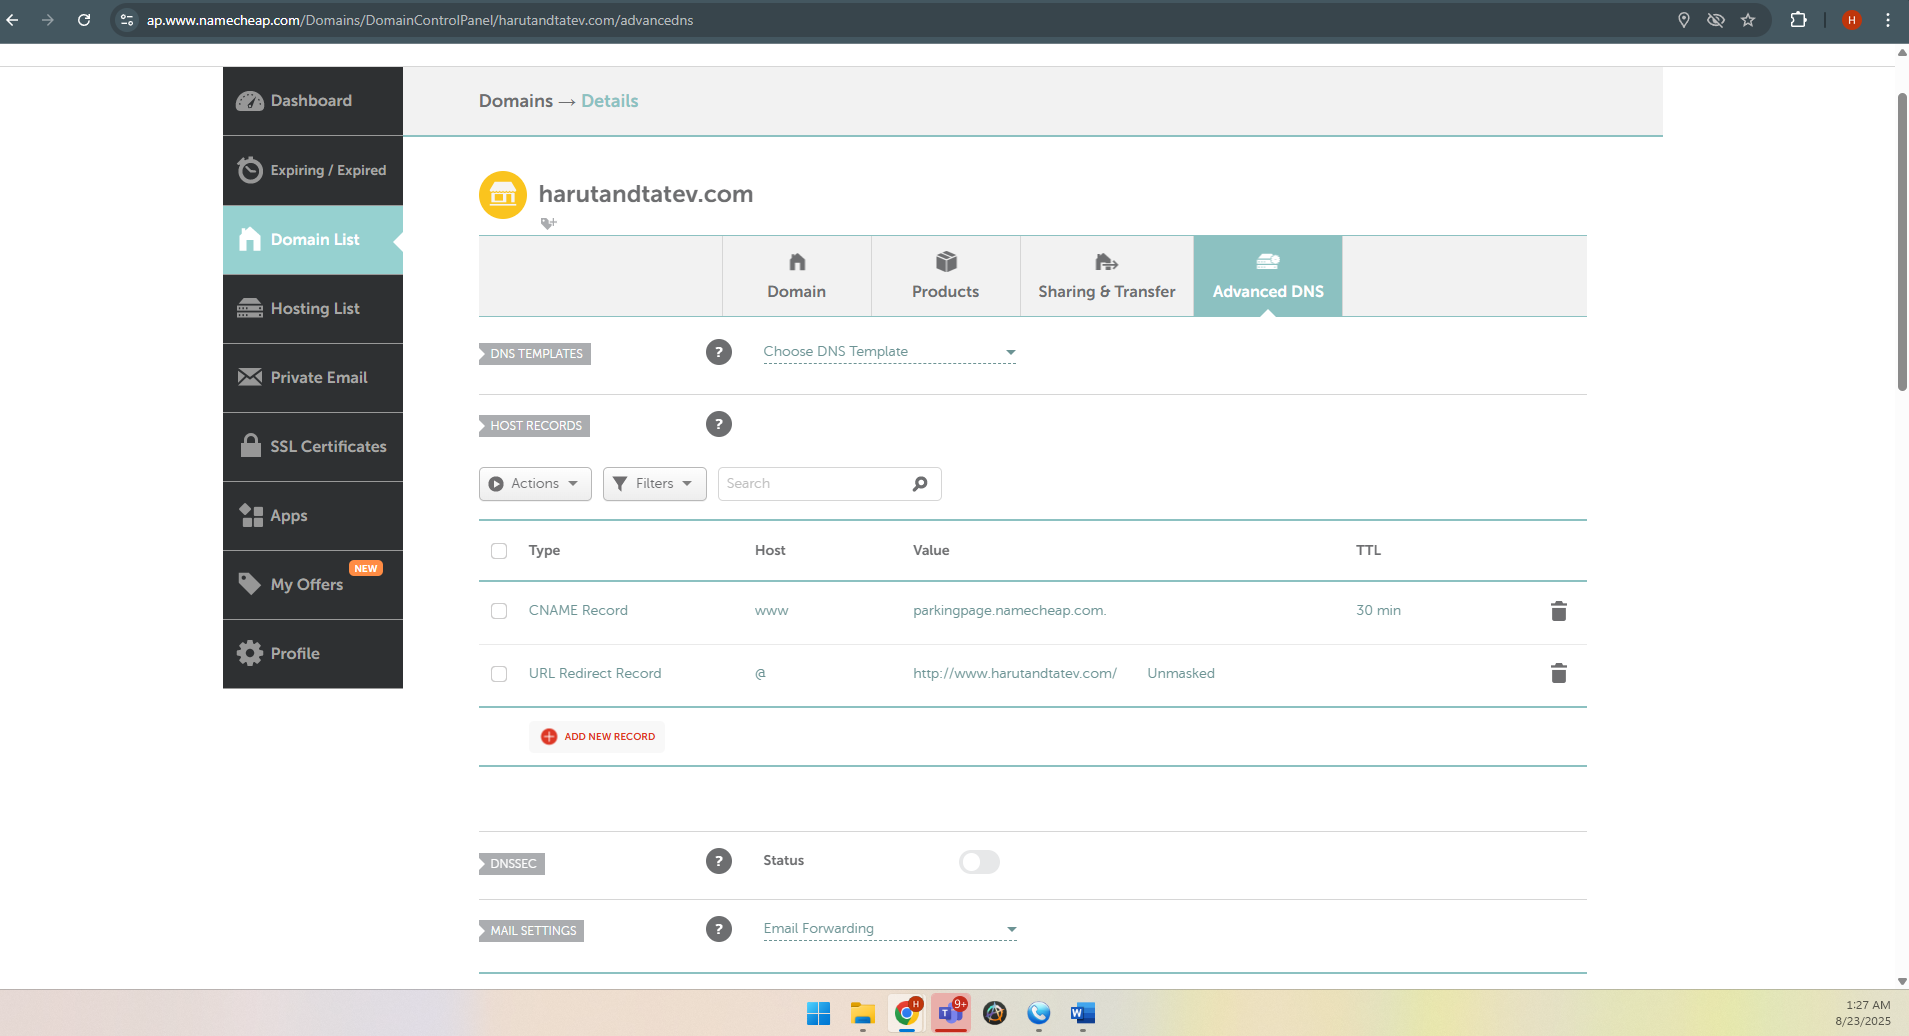 ap.www.namecheap.com/Domains/DomainControlPanel/harutandtatev.com/advancedns
H
Dashboard
Expiring / Expired
Domain List
Hosting List
Private Email
SSL Certificates
Apps
NEW
My Offers
Profile
Domains → Details
harutandtatev.com
Domain
Products
Sharing & Transfer
Advanced DNS
DNS TEMPLATES
?
Choose DNS Template
HOST RECORDS
?
Actions
Filters
Search
Type Host Value TTL
CNAME Record www parkingpage.namecheap.com. 30 min
URL Redirect Record @ http://www.harutandtatev.com/ Unmasked
ADD NEW RECORD
DNSSEC
?
Status
MAIL SETTINGS
?
Email Forwarding
H
9+
T
W
1:27 AM
8/23/2025